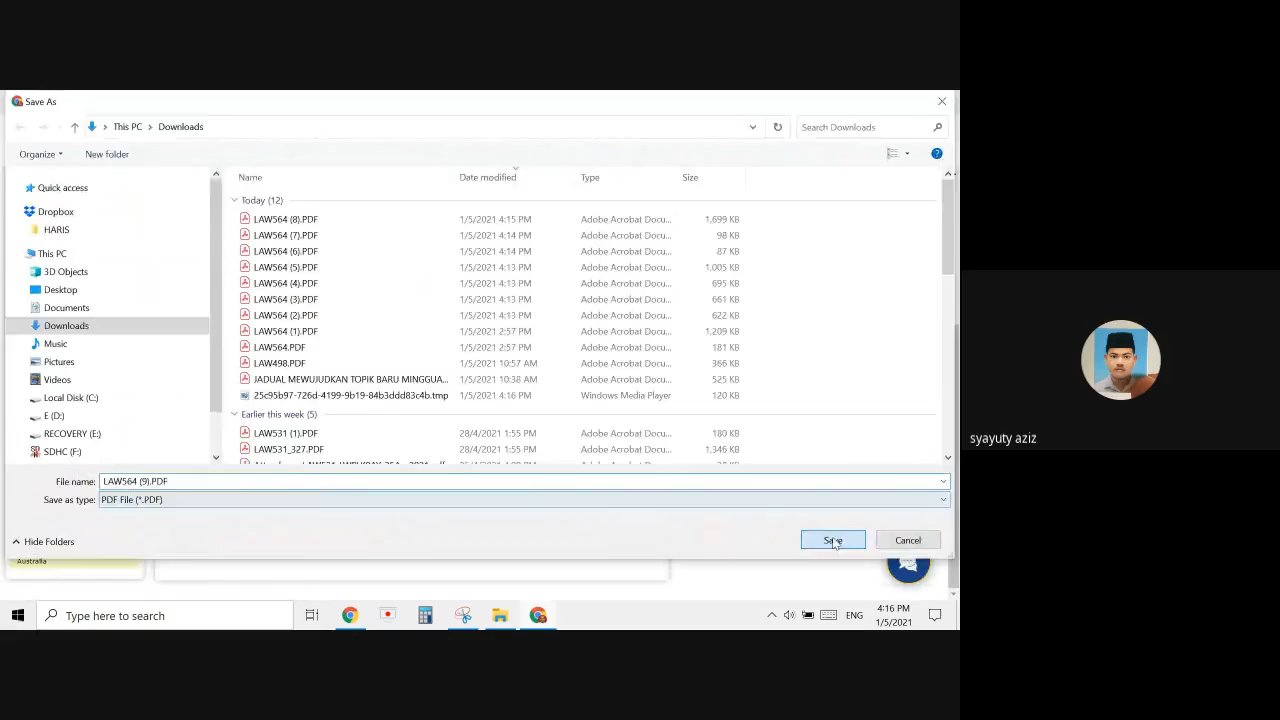 Save As
This PC > Downloads
Search Downloads
Organize
New folder
Name Date modified Type Size
Quick access
Dropbox
HARIS
This PC
3D Objects
Desktop
Documents
Downloads
Music
Pictures
Videos
Local Disk (C:)
E (D:)
RECOVERY (E:)
SDHC (F:)
Today (12)
LAW564 (8).PDF 1/5/2021 4:15 PM Adobe Acrobat Docu... 1,699 KB
LAW564 (7).PDF 1/5/2021 4:14 PM Adobe Acrobat Docu... 98 KB
LAW564 (6).PDF 1/5/2021 4:14 PM Adobe Acrobat Docu... 87 KB
LAW564 (5).PDF 1/5/2021 4:13 PM Adobe Acrobat Docu... 1,005 KB
LAW564 (4).PDF 1/5/2021 4:13 PM Adobe Acrobat Docu... 695 KB
LAW564 (3).PDF 1/5/2021 4:13 PM Adobe Acrobat Docu... 661 KB
LAW564 (2).PDF 1/5/2021 4:13 PM Adobe Acrobat Docu... 622 KB
LAW564 (1).PDF 1/5/2021 2:57 PM Adobe Acrobat Docu... 1,209 KB
LAW564.PDF 1/5/2021 2:57 PM Adobe Acrobat Docu... 181 KB
LAW498.PDF 1/5/2021 10:57 AM Adobe Acrobat Docu... 366 KB
JADUAL MEWUJUDKAN TOPIK BARU MINGGUA... 1/5/2021 10:38 AM Adobe Acrobat Docu... 525 KB
25c95b97-726d-4199-9b19-84b3ddd83c4b.tmp 1/5/2021 4:16 PM Windows Media Player 120 KB
Earlier this week (5)
LAW531 (1).PDF 28/4/2021 1:55 PM Adobe Acrobat Docu... 180 KB
LAW531_327.PDF 28/4/2021 1:55 PM Adobe Acrobat Docu... 1,346 KB
File name: LAW564 (9).PDF
Save as type: PDF File (*.PDF)
Hide Folders
Save
Cancel
Australia
Type here to search
ENG
4:16 PM
1/5/2021
syayuty aziz